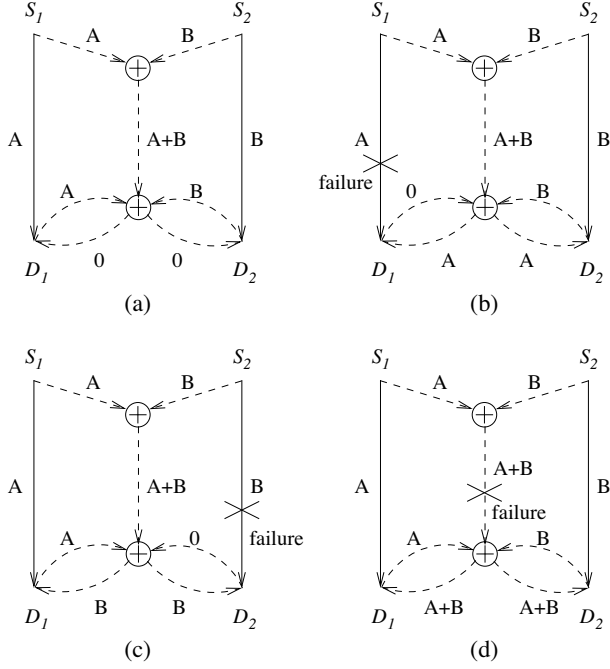 S1 S2
A B
A A+B B
A B
0 0
D1 D2
(a)
S1 S2
A B
A A+B B
failure
0 B
A A
D1 D2
(b)
S1 S2
A B
A A+B B
failure
A 0
B B
D1 D2
(c)
S1 S2
A B
A A+B B
failure
A B
A+B A+B
D1 D2
(d)